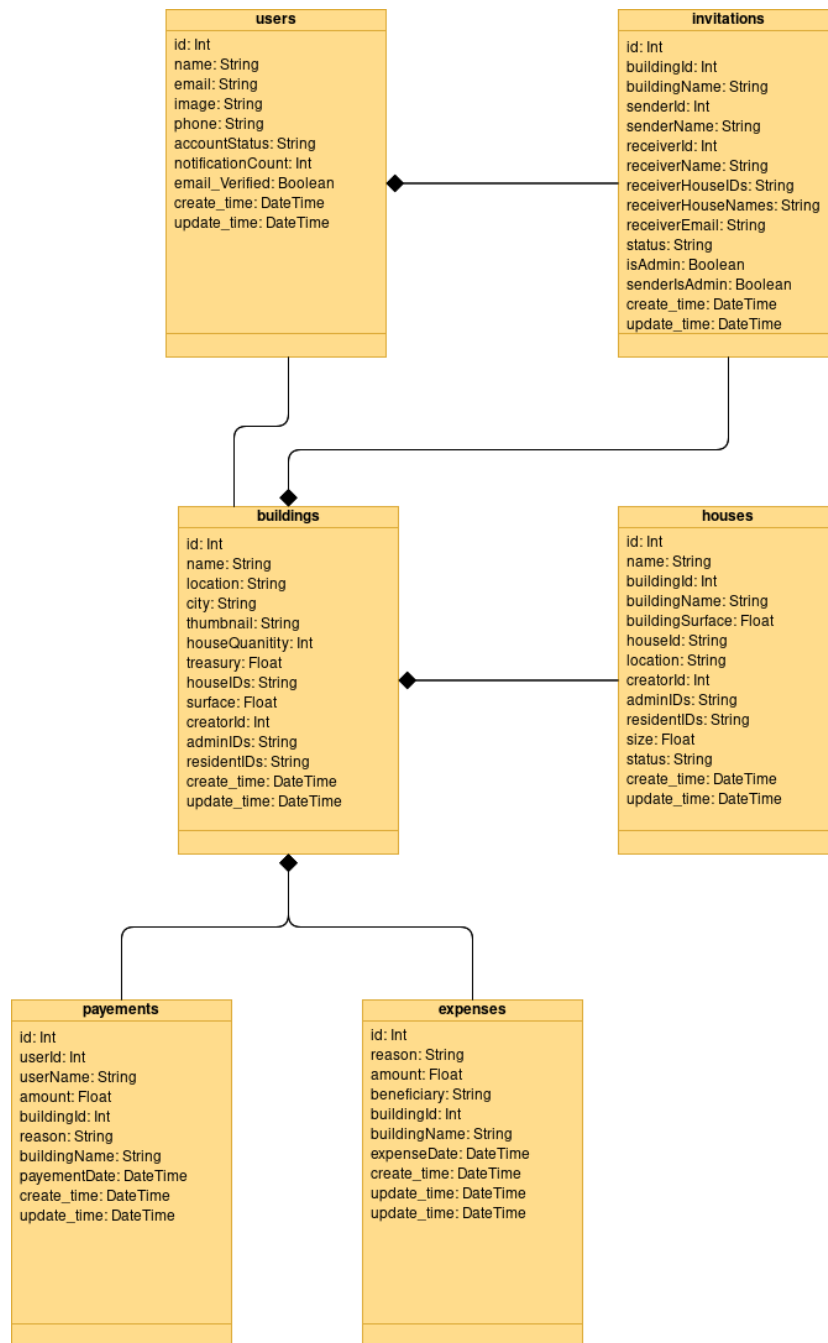 users
id: Int
name: String
email: String
image: String
phone: String
accountStatus: String
notificationCount: Int
email_Verified: Boolean
create_time: DateTime
update_time: DateTime
invitations
id: Int
buildingId: Int
buildingName: String
senderId: Int
senderName: String
receiverId: Int
receiverName: String
receiverHouseIDs: String
receiverHouseNames: String
receiverEmail: String
status: String
isAdmin: Boolean
senderIsAdmin: Boolean
create_time: DateTime
update_time: DateTime
buildings
id: Int
name: String
location: String
city: String
thumbnail: String
houseQuanitity: Int
treasury: Float
houseIDs: String
surface: Float
creatorId: Int
adminIDs: String
residentIDs: String
create_time: DateTime
update_time: DateTime
houses
id: Int
name: String
buildingId: Int
buildingName: String
buildingSurface: Float
houseId: String
location: String
creatorId: Int
adminIDs: String
residentIDs: String
size: Float
status: String
create_time: DateTime
update_time: DateTime
payements
id: Int
userId: Int
userName: String
amount: Float
buildingId: Int
reason: String
buildingName: String
payementDate: DateTime
create_time: DateTime
update_time: DateTime
expenses
id: Int
reason: String
amount: Float
beneficiary: String
buildingId: Int
buildingName: String
expenseDate: DateTime
create_time: DateTime
update_time: DateTime
update_time: DateTime